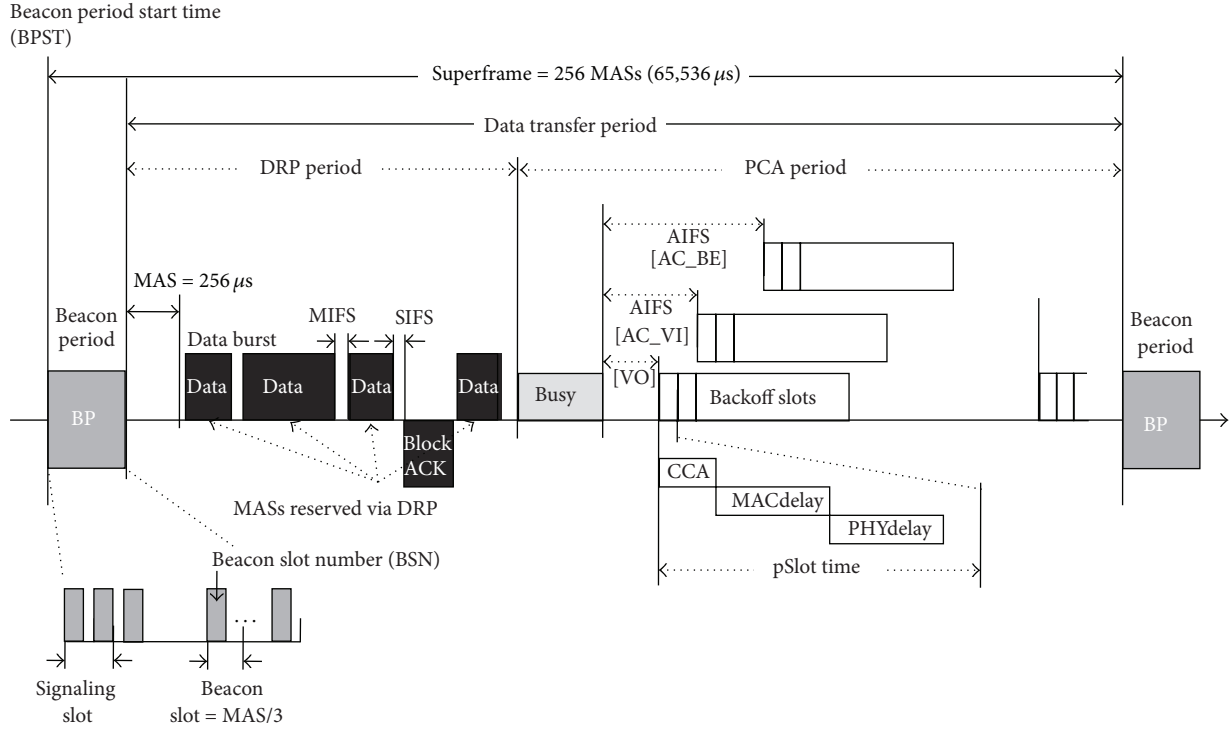 Beacon period start time
(BPST)
Superframe = 256 MASs (65,536 μs)
Data transfer period
DRP period
PCA period
AIFS
[AC_BE]
MAS = 256 μs
AIFS
[AC_VI]
[VO]
Beacon
period
Data burst
MIFS
SIFS
Beacon
period
BP
Data
Data
Data
Data
Busy
Backoff slots
BP
Block
ACK
CCA
MACdelay
PHYdelay
MASs reserved via DRP
pSlot time
Beacon slot number (BSN)
...
Signaling
slot
Beacon
slot = MAS/3